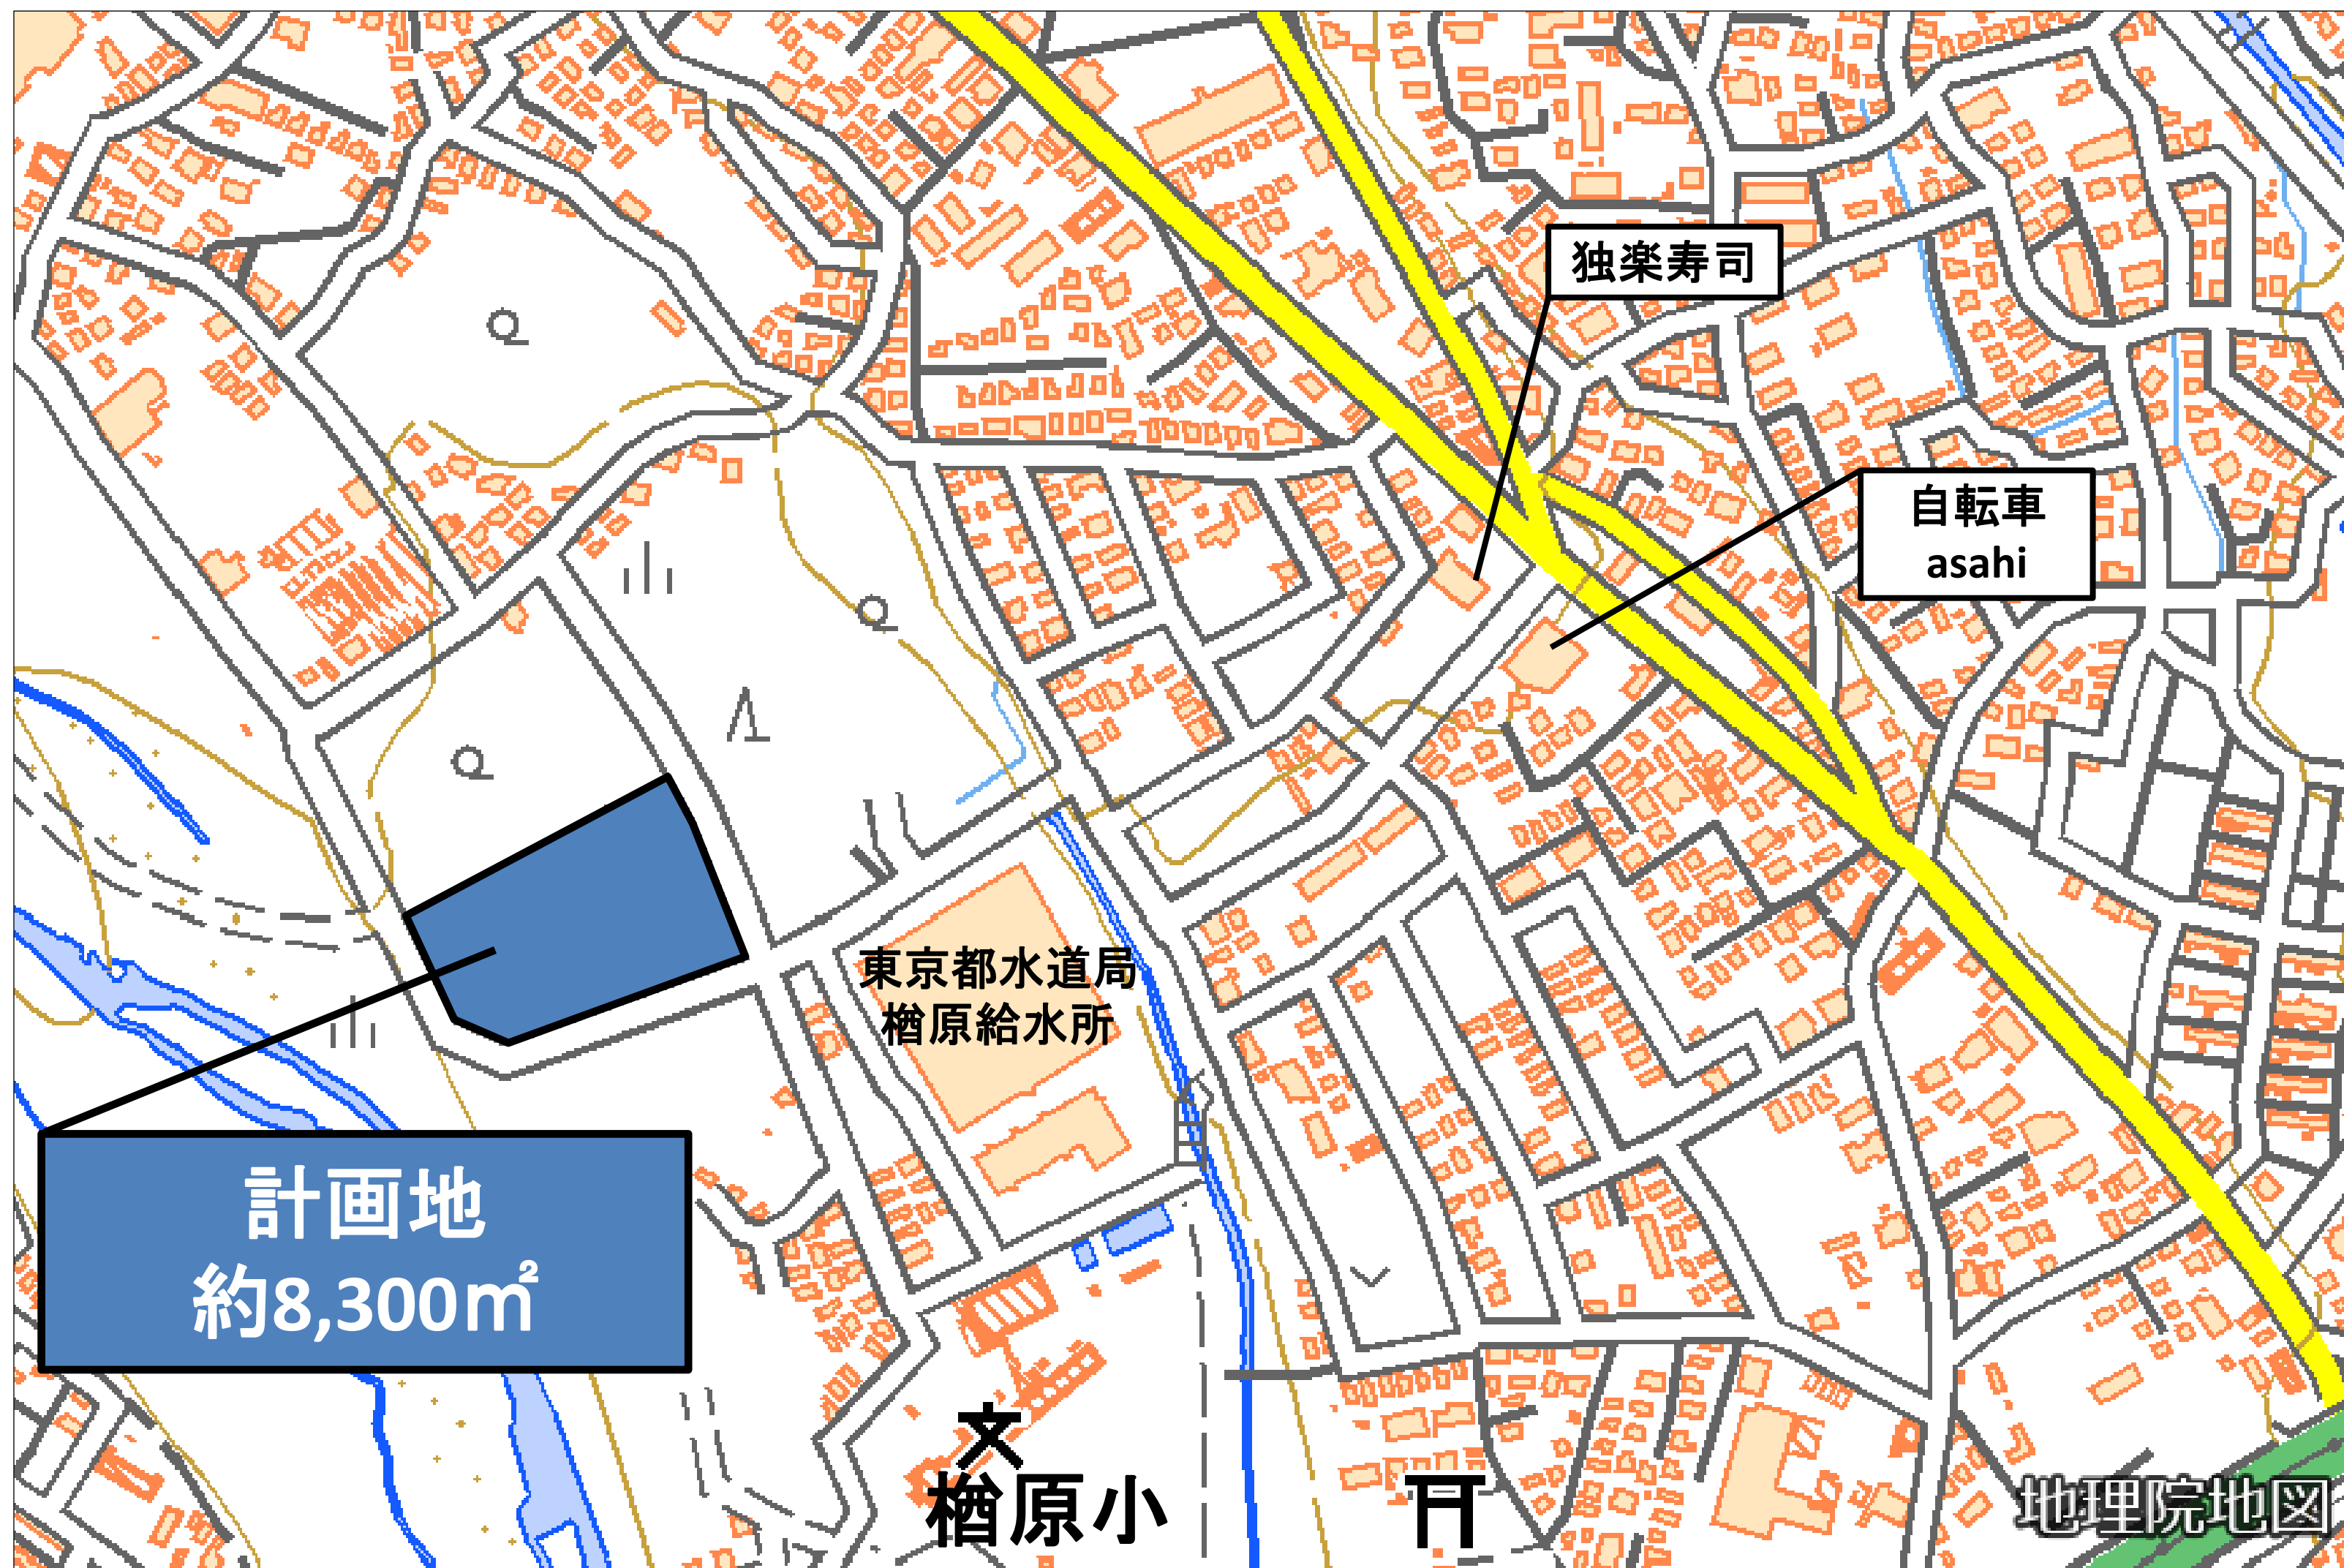 独楽寿司
自転車
asahi
東京都水道局
楢原給水所
計画地
約8,300㎡
楢原小
地理院地図